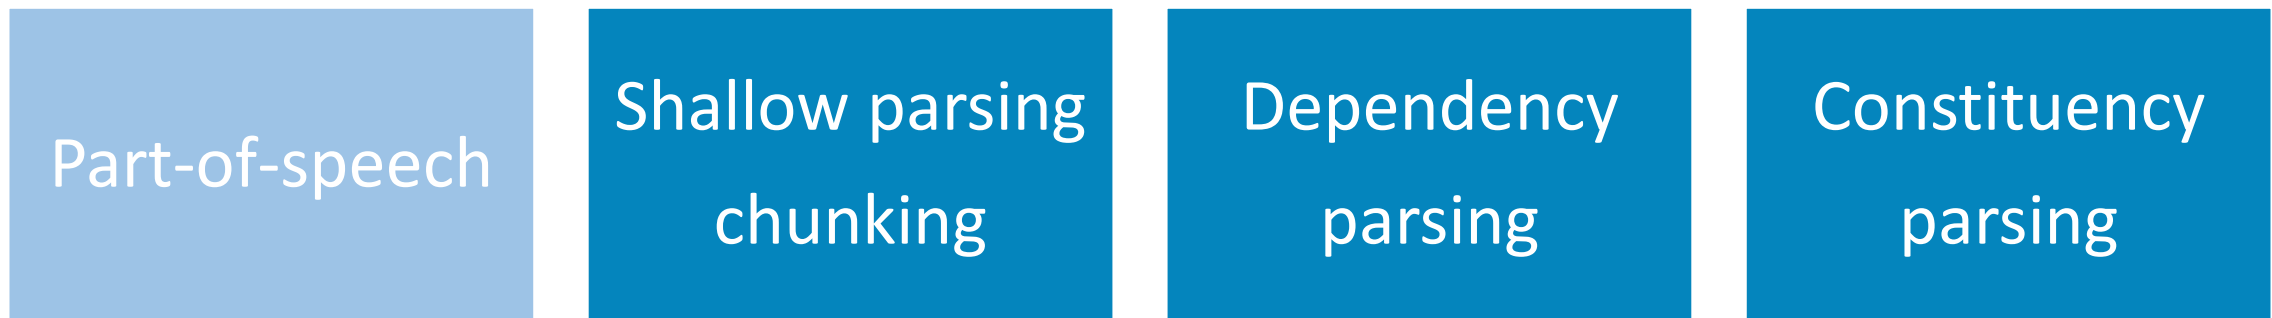 Part-of-speech
Shallow parsing
chunking
Dependency
parsing
Constituency
parsing